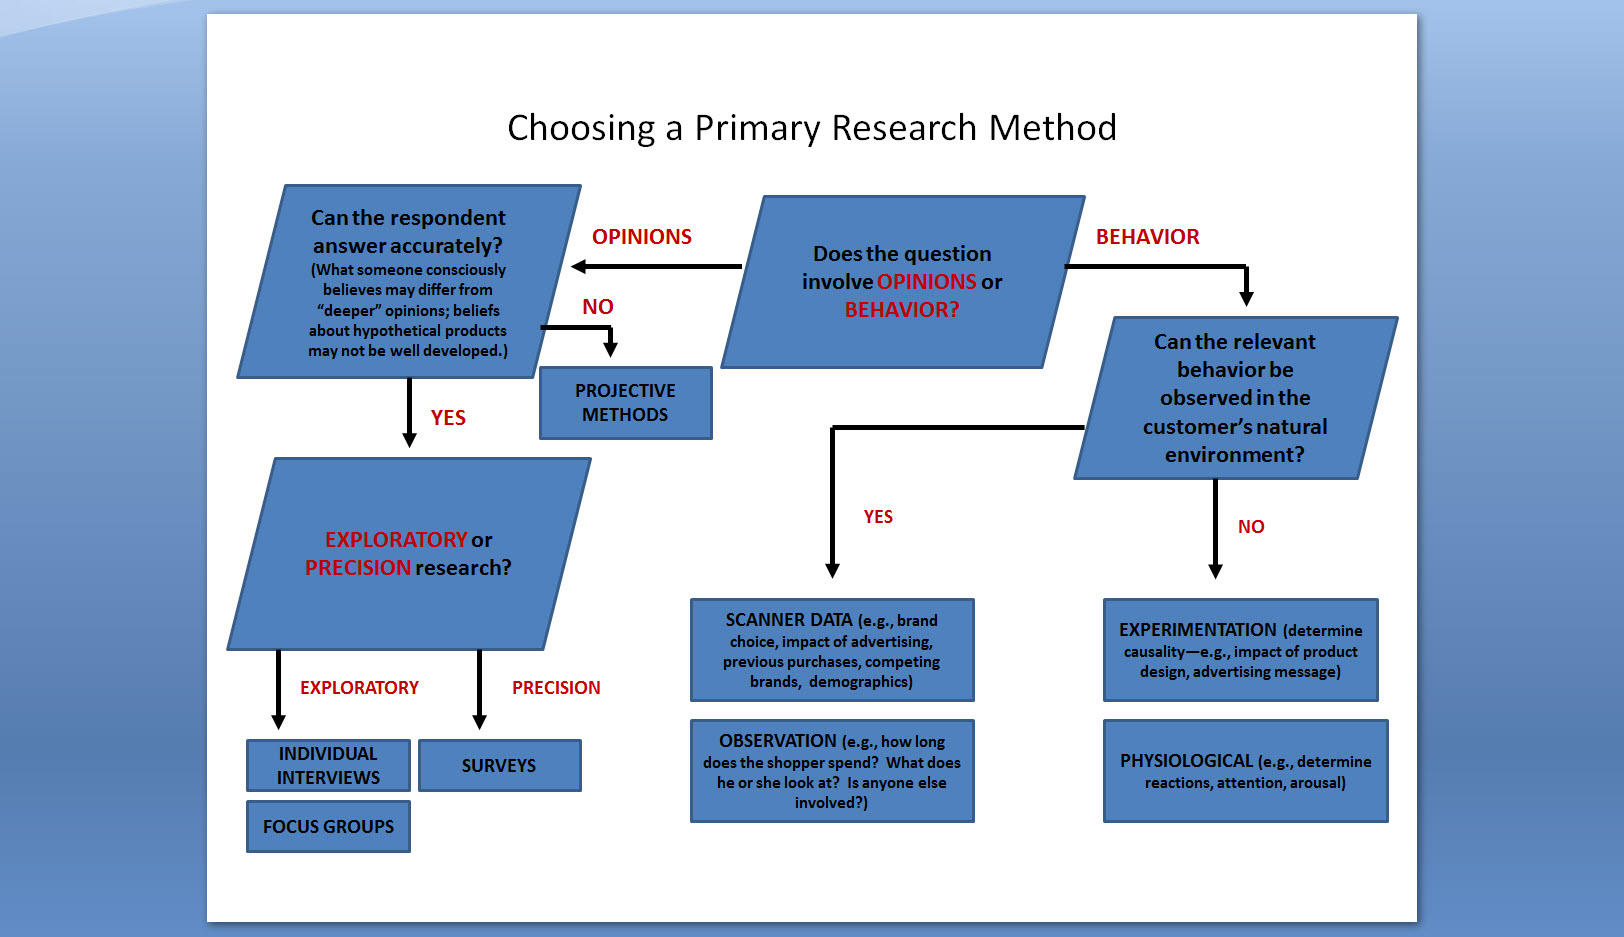 Choosing a Primary Research Method
Can the respondent
answer accurately?
(What someone consciously
believes may differ from
“deeper” opinions; beliefs
about hypothetical products
may not be well developed.)
OPINIONS
Does the question
involve OPINIONS or
BEHAVIOR?
BEHAVIOR
NO
PROJECTIVE
METHODS
Can the relevant
behavior be
observed in the
customer’s natural
environment?
YES
EXPLORATORY or
PRECISION research?
YES
NO
EXPLORATORY
PRECISION
INDIVIDUAL
INTERVIEWS
SURVEYS
FOCUS GROUPS
SCANNER DATA (e.g., brand
choice, impact of advertising,
previous purchases, competing
brands, demographics)
OBSERVATION (e.g., how long
does the shopper spend? What does
he or she look at? Is anyone else
involved?)
EXPERIMENTATION (determine
causality—e.g., impact of product
design, advertising message)
PHYSIOLOGICAL (e.g., determine
reactions, attention, arousal)